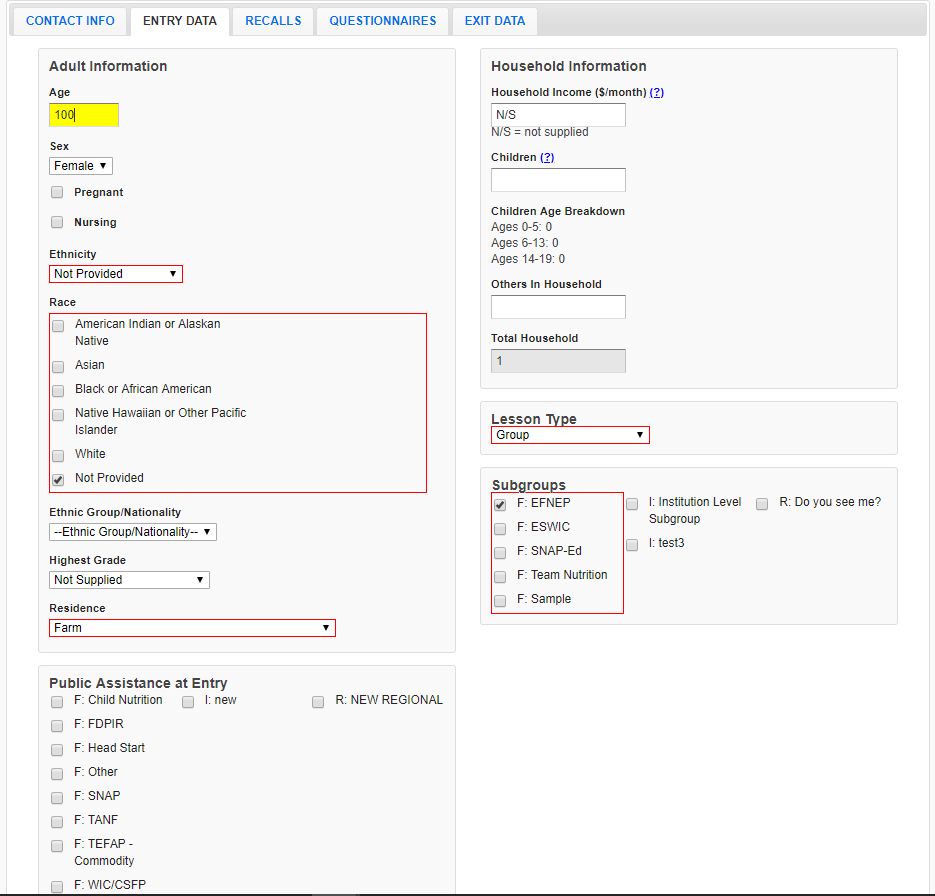 CONTACT INFO ENTRY DATA RECALLS QUESTIONNAIRES EXIT DATA
Adult Information
Age
100
Sex
Female
Pregnant
Nursing
Ethnicity
Not Provided
Race
American Indian or Alaskan
Native
Asian
Black or African American
Native Hawaiian or Other Pacific
Islander
White
Not Provided
Ethnic Group/Nationality
--Ethnic Group/Nationality--
Highest Grade
Not Supplied
Residence
Farm
Public Assistance at Entry
F: Child Nutrition I: new R: NEW REGIONAL
F: FDPIR
F: Head Start
F: Other
F: SNAP
F: TANF
F: TEFAP -
Commodity
F: WIC/CSFP
Household Information
Household Income ($/month) (?)
N/S
N/S = not supplied
Children (?)
Children Age Breakdown
Ages 0-5: 0
Ages 6-13: 0
Ages 14-19: 0
Others In Household
Total Household
1
Lesson Type
Group
Subgroups
F: EFNEP I: Institution Level R: Do you see me?
Subgroup
F: ESWIC
I: test3
F: SNAP-Ed
F: Team Nutrition
F: Sample